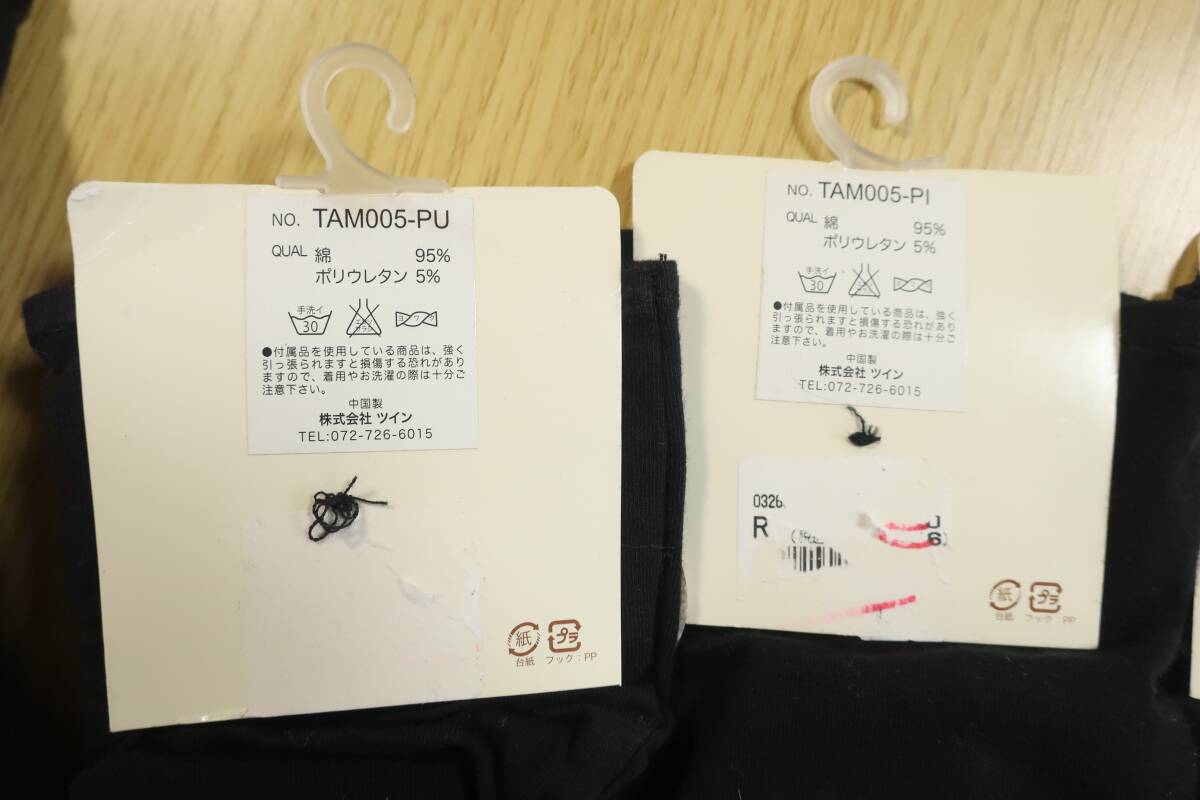 NO. TAM005-PU
QUAL 綿 95%
ポリウレタン 5%
手洗イ
30
ヨワク
●付属品を使用している商品は、強く
引っ張られますと損傷する恐れがあり
ますので、着用やお洗濯の際は十分ご
注意下さい。
中国製
株式会社 ツイン
TEL:072-726-6015
紙 プラ
台紙 フック:PP
NO. TAM005-PI
QUAL 綿 95%
ポリウレタン 5%
手洗イ
30
●付属品を使用している商品は、強く
引っ張られますと損傷する恐れがあり
ますので、着用やお洗濯の際は十分ご
注意下さい。
中国製
株式会社 ツイン
TEL:072-726-6015
0326
R
紙 プラ
台紙 フック:PP